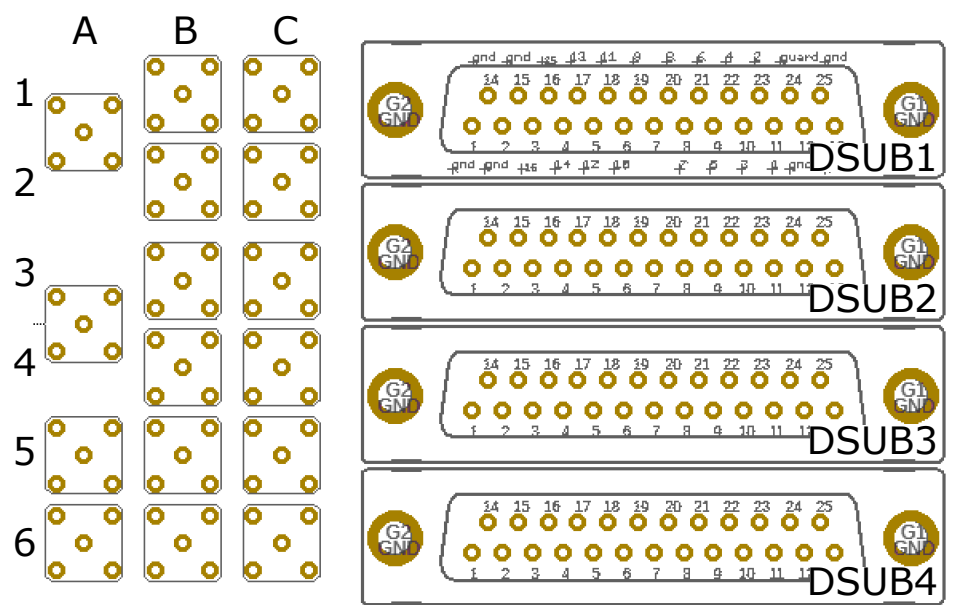 A B C
1
2
3
4
5
6
gnd gnd 15 13 11 9 8 6 4 2 guard gnd
14 15 16 17 18 19 20 21 22 23 24 25
G2 GND
G1 GND
1 2 3 4 5 6 7 8 9 10 11
gnd gnd 16 14 12 10 7 5 3 1 gnd
DSUB1
14 15 16 17 18 19 20 21 22 23 24 25
G2 GND
G1 GND
1 2 3 4 5 6 7 8 9 10 11
DSUB2
14 15 16 17 18 19 20 21 22 23 24 25
G2 GND
G1 GND
1 2 3 4 5 6 7 8 9 10 11
DSUB3
14 15 16 17 18 19 20 21 22 23 24 25
G2 GND
G1 GND
1 2 3 4 5 6 7 8 9 10 11
DSUB4